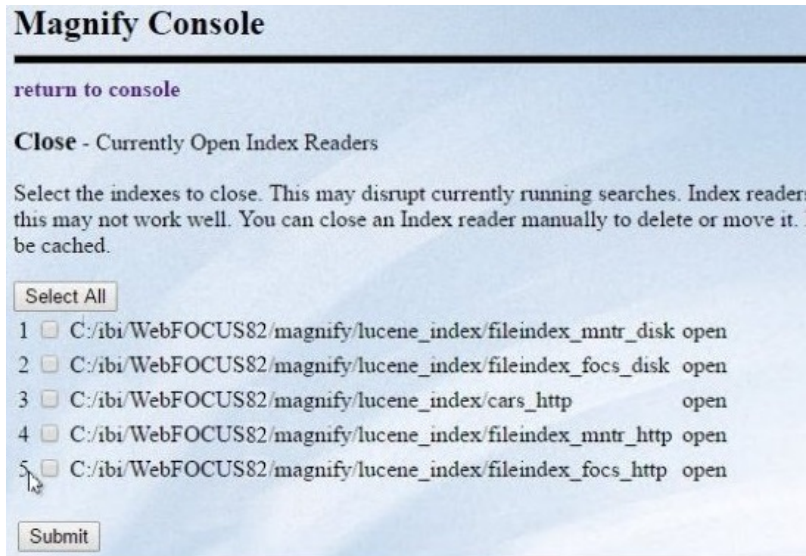 Magnify Console
return to console
Close - Currently Open Index Readers
Select the indexes to close. This may disrupt currently running searches. Index readers
this may not work well. You can close an Index reader manually to delete or move it.
be cached.
Select All
1 C:/ibi/WebFOCUS82/magnify/lucene_index/fileindex_mntr_disk open
2 C:/ibi/WebFOCUS82/magnify/lucene_index/fileindex_focs_disk open
3 C:/ibi/WebFOCUS82/magnify/lucene_index/cars_http open
4 C:/ibi/WebFOCUS82/magnify/lucene_index/fileindex_mntr_http open
5 C:/ibi/WebFOCUS82/magnify/lucene_index/fileindex_focs_http open
Submit